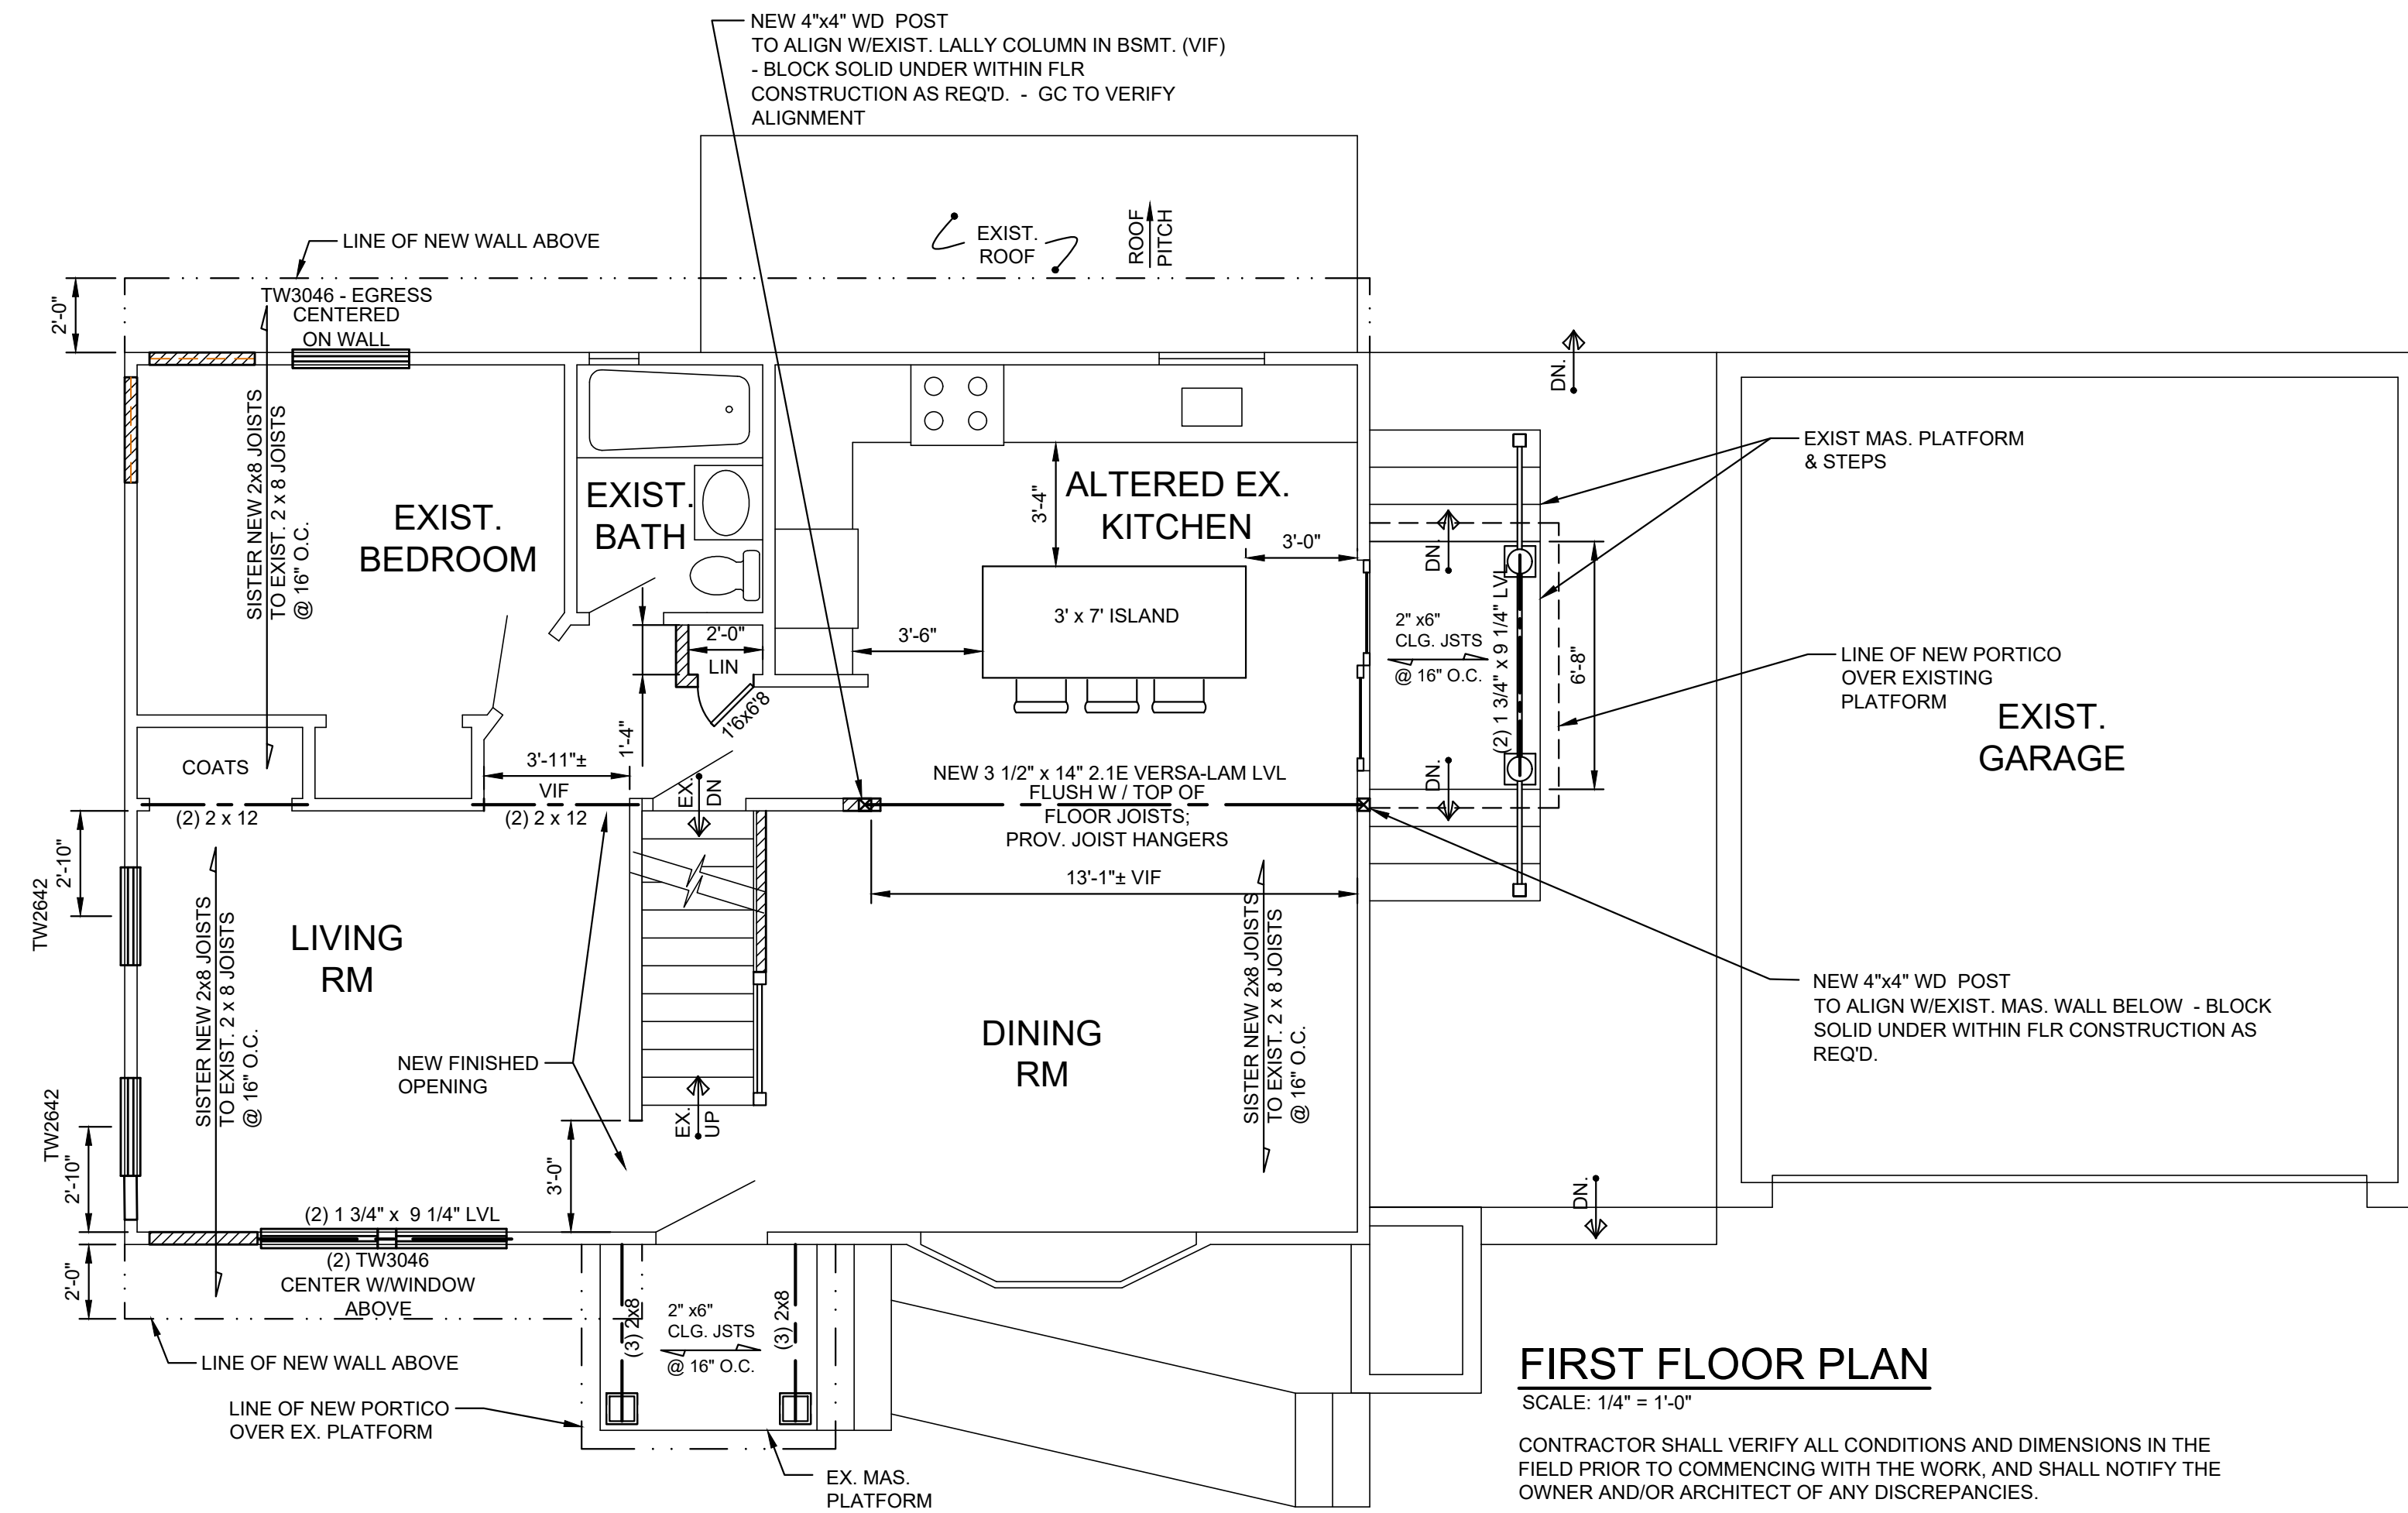 NEW 4"x4" WD POST
TO ALIGN W/EXIST. LALLY COLUMN IN BSMT. (VIF)
- BLOCK SOLID UNDER WITHIN FLR
CONSTRUCTION AS REQ'D. - GC TO VERIFY
ALIGNMENT
EXIST.
ROOF
ROOF
PITCH
LINE OF NEW WALL ABOVE
2'-0"
TW3046 - EGRESS
CENTERED
ON WALL
DN.
SISTER NEW 2x8 JOISTS
TO EXIST. 2 x 8 JOISTS
@ 16" O.C.
EXIST.
BEDROOM
EXIST.
BATH
3'-4"
ALTERED EX.
KITCHEN
3'-0"
EXIST MAS. PLATFORM
& STEPS
DN.
3' x 7' ISLAND
3'-6"
2'-0"
LIN
1'6x6'8
1'-4"
2" x6"
CLG. JSTS
@ 16" O.C.
(2) 1 3/4" x 9 1/4" LVL
6'-8"
LINE OF NEW PORTICO
OVER EXISTING
PLATFORM
EXIST.
GARAGE
COATS
3'-11"±
VIF
(2) 2 x 12
(2) 2 x 12
EX.
DN
NEW 3 1/2" x 14" 2.1E VERSA-LAM LVL
FLUSH W / TOP OF
FLOOR JOISTS;
PROV. JOIST HANGERS
DN.
13'-1"± VIF
2'-10"
TW2642
LIVING
RM
SISTER NEW 2x8 JOISTS
TO EXIST. 2 x 8 JOISTS
@ 16" O.C.
DINING
RM
SISTER NEW 2x8 JOISTS
TO EXIST. 2 x 8 JOISTS
@ 16" O.C.
NEW 4"x4" WD POST
TO ALIGN W/EXIST. MAS. WALL BELOW - BLOCK
SOLID UNDER WITHIN FLR CONSTRUCTION AS
REQ'D.
NEW FINISHED
OPENING
EX.
UP
TW2642
2'-10"
3'-0"
DN.
(2) 1 3/4" x 9 1/4" LVL
(2) TW3046
CENTER W/WINDOW
ABOVE
2'-0"
(3) 2x8
2" x6"
CLG. JSTS
@ 16" O.C.
(3) 2x8
LINE OF NEW WALL ABOVE
LINE OF NEW PORTICO
OVER EX. PLATFORM
EX. MAS.
PLATFORM
FIRST FLOOR PLAN
SCALE: 1/4" = 1'-0"
CONTRACTOR SHALL VERIFY ALL CONDITIONS AND DIMENSIONS IN THE
FIELD PRIOR TO COMMENCING WITH THE WORK, AND SHALL NOTIFY THE
OWNER AND/OR ARCHITECT OF ANY DISCREPANCIES.